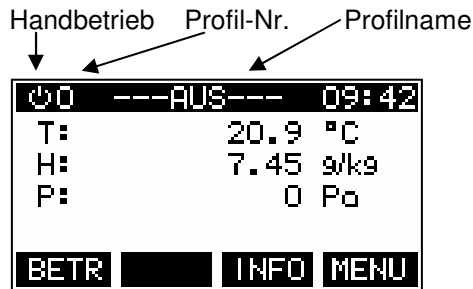 Handbetrieb Profil-Nr. Profilname
⏻0 ---AUS--- 09:42
T: 20.9 °C
H: 7.45 g/kg
P: 0 Pa
BETR INFO MENU